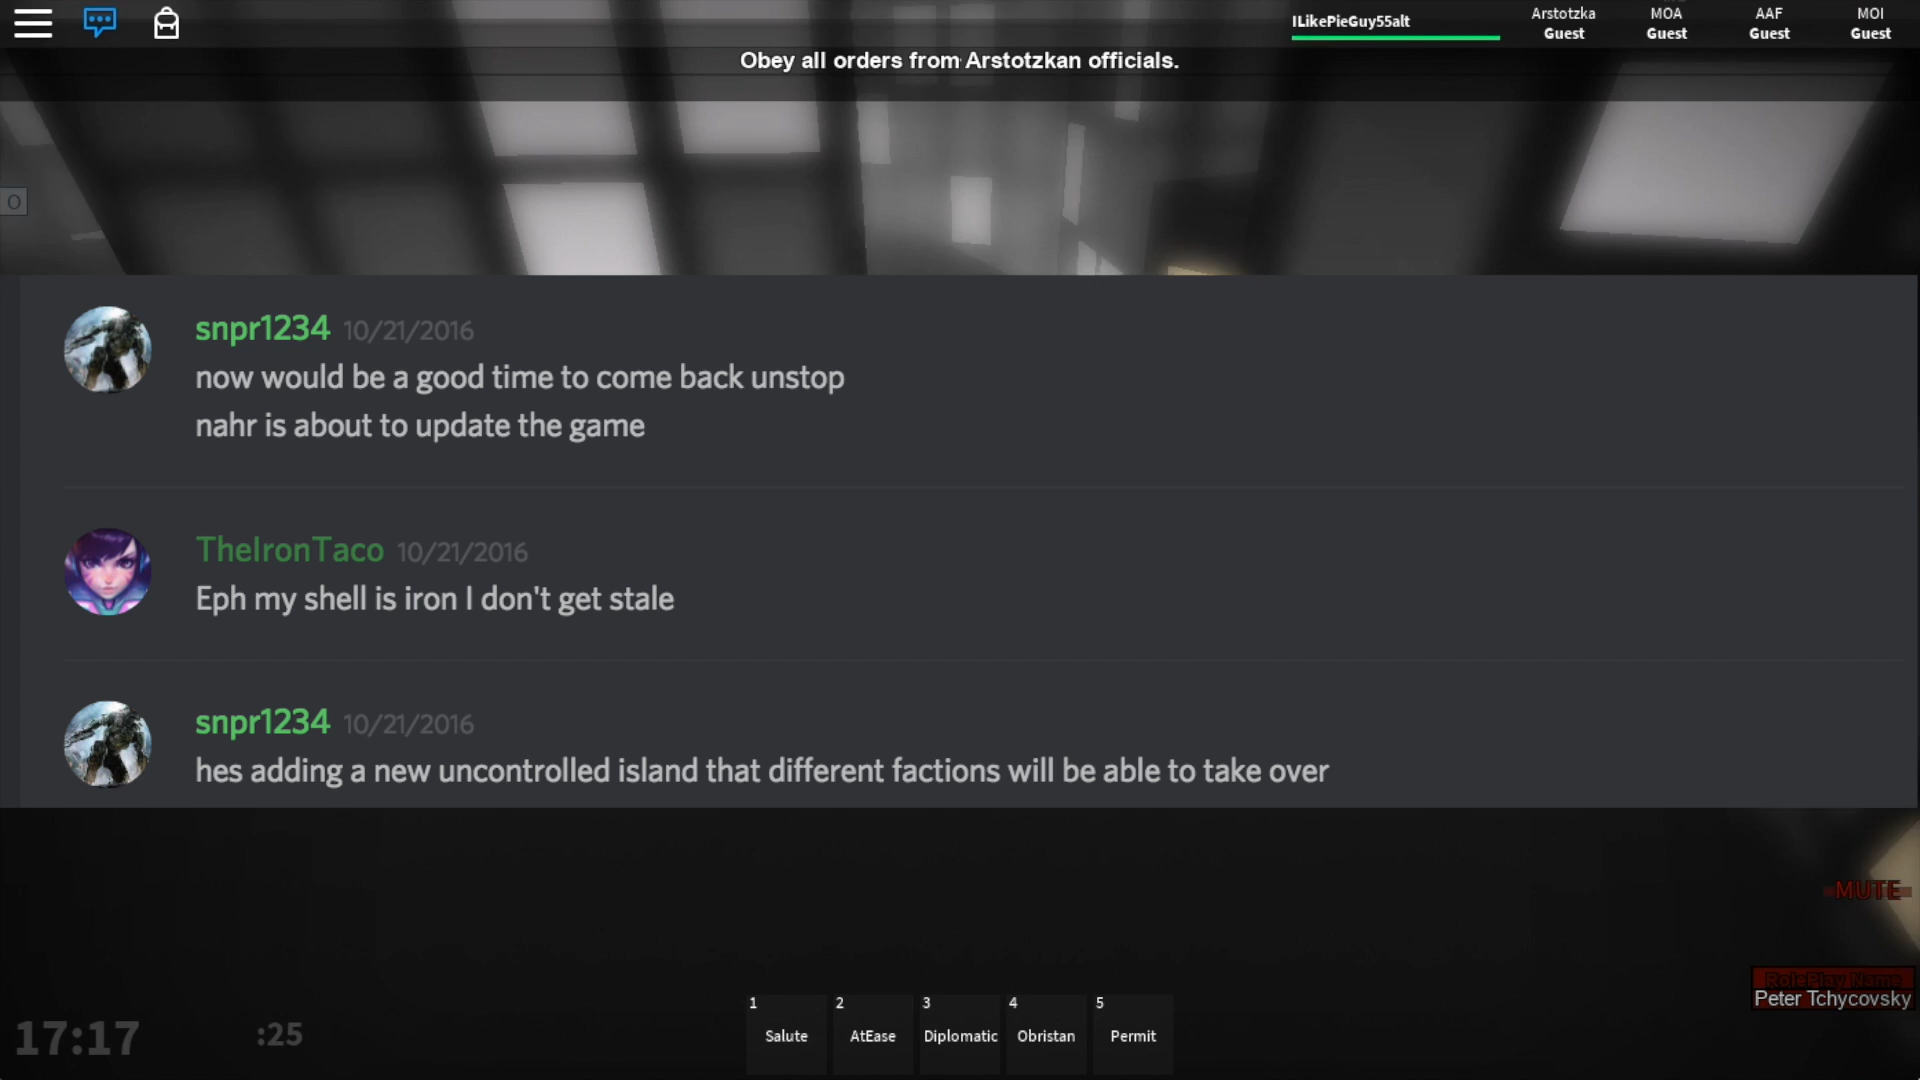 ILikePieGuy55alt
Arstotzka
Guest
MOA
Guest
AAF
Guest
MOI
Guest
Obey all orders from Arstotzkan officials.
O
snpr1234 10/21/2016
now would be a good time to come back unstop
nahr is about to update the game
TheIronTaco 10/21/2016
Eph my shell is iron I don't get stale
snpr1234 10/21/2016
hes adding a new uncontrolled island that different factions will be able to take over
MUTE
RolePlay Name
Peter Tchycovsky
17:17 :25
1
Salute
2
AtEase
3
Diplomatic
4
Obristan
5
Permit